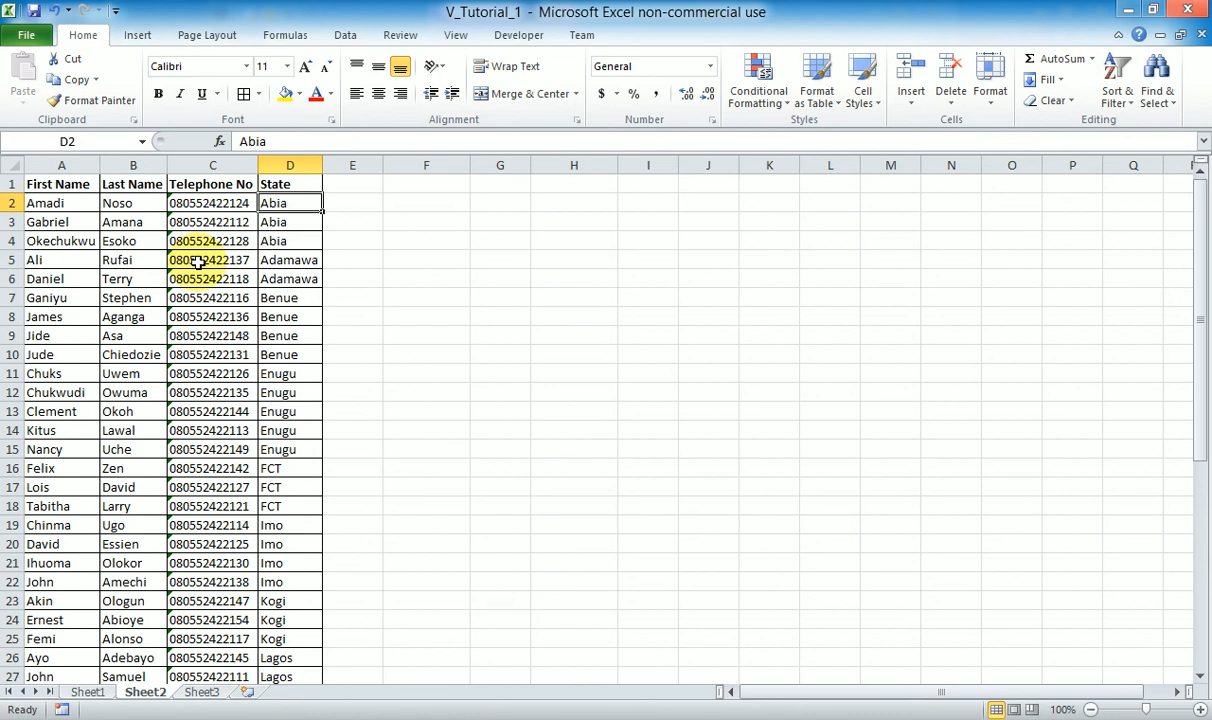 V_Tutorial_1 - Microsoft Excel non-commercial use
File Home Insert Page Layout Formulas Data Review View Developer Team
Paste
Cut
Copy
Format Painter
Clipboard
Calibri 11
B I U
Font
Wrap Text
Merge & Center
Alignment
General
$ % ,
Number
Conditional Formatting
Format as Table
Cell Styles
Styles
Insert Delete Format
Cells
Σ AutoSum
Fill
Clear
Sort & Filter
Find & Select
Editing
D2 fx Abia
A B C D E F G H I J K L M N O P Q
1 First Name Last Name Telephone No State
2 Amadi Noso 080552422124 Abia
3 Gabriel Amana 080552422112 Abia
4 Okechukwu Esoko 080552422128 Abia
5 Ali Rufai 080552422137 Adamawa
6 Daniel Terry 080552422118 Adamawa
7 Ganiyu Stephen 080552422116 Benue
8 James Aganga 080552422136 Benue
9 Jide Asa 080552422148 Benue
10 Jude Chiedozie 080552422131 Benue
11 Chuks Uwem 080552422126 Enugu
12 Chukwudi Owuma 080552422135 Enugu
13 Clement Okoh 080552422144 Enugu
14 Kitus Lawal 080552422113 Enugu
15 Nancy Uche 080552422149 Enugu
16 Felix Zen 080552422142 FCT
17 Lois David 080552422127 FCT
18 Tabitha Larry 080552422121 FCT
19 Chinma Ugo 080552422114 Imo
20 David Essien 080552422125 Imo
21 Ihuoma Olokor 080552422130 Imo
22 John Amechi 080552422138 Imo
23 Akin Ologun 080552422147 Kogi
24 Ernest Abioye 080552422154 Kogi
25 Femi Alonso 080552422117 Kogi
26 Ayo Adebayo 080552422145 Lagos
27 John Samuel 080552422111 Lagos
Sheet1 Sheet2 Sheet3
Ready 100%